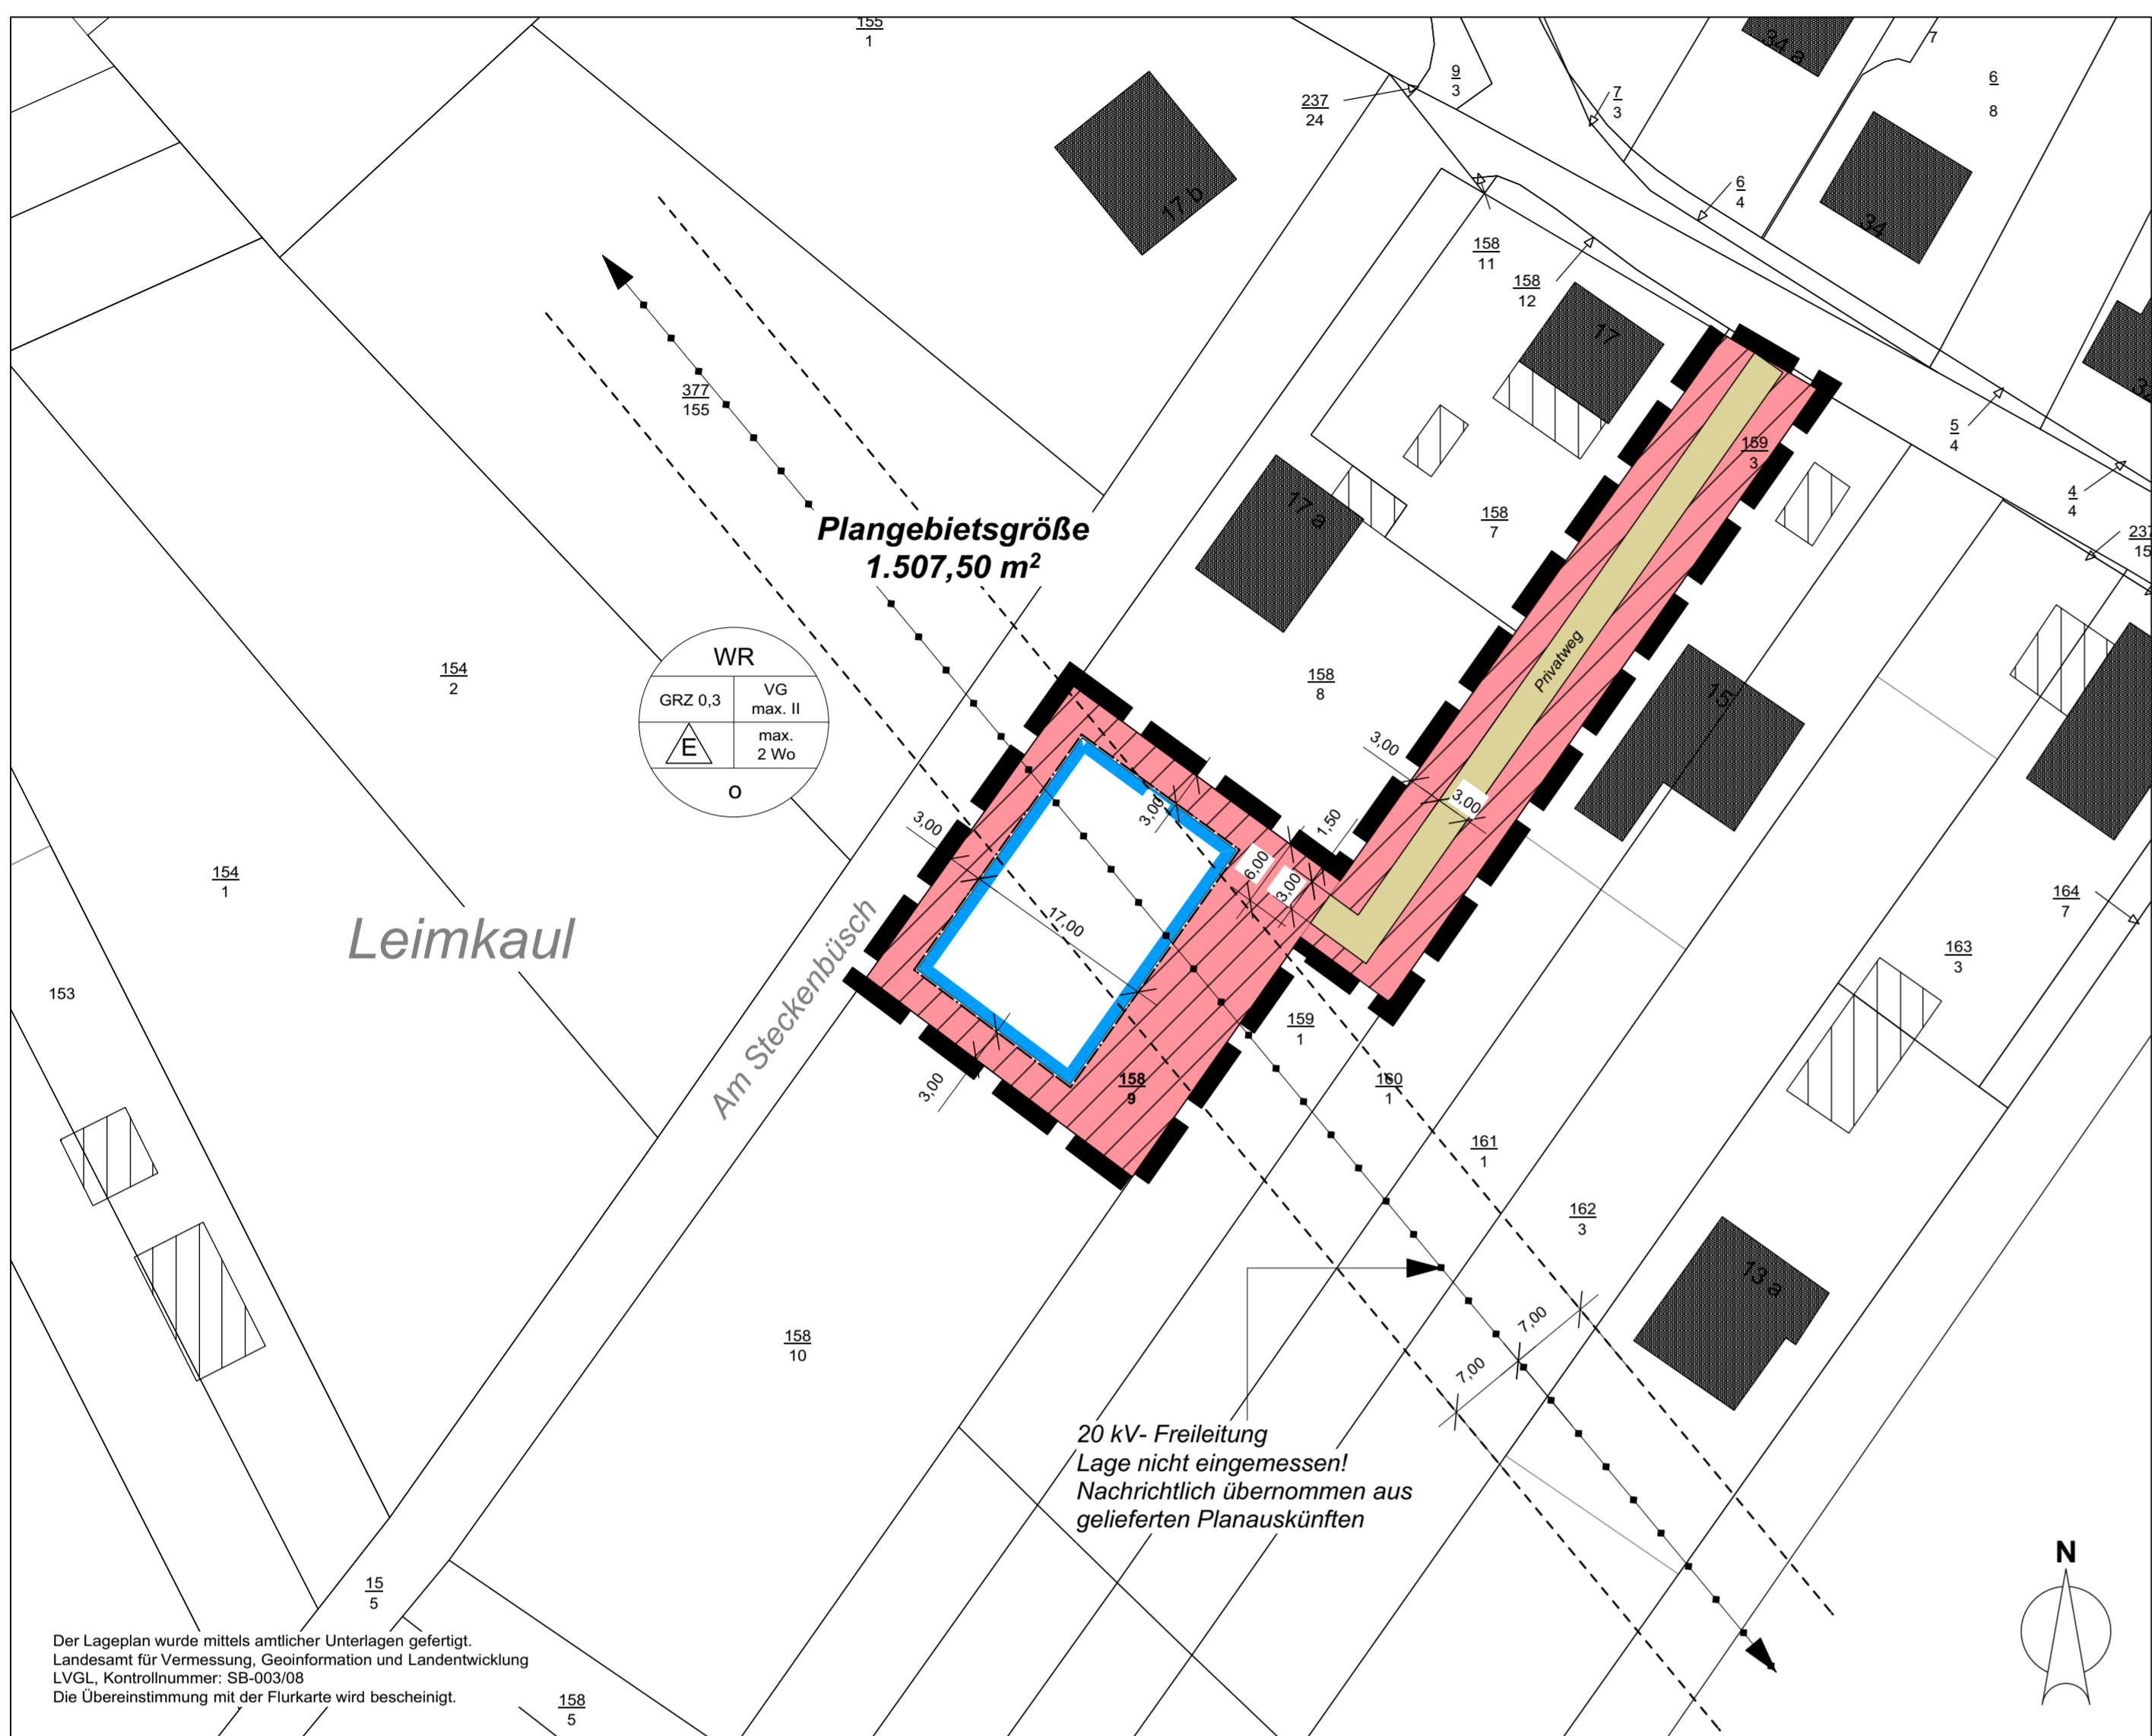 155
1
34 a
7
9
3
6
8
237
24
7
3
17 b
6
4
34
158
11
158
12
17
377
155
159
3
5
4
17 a
158
7
4
4
Plangebietsgröße
1.507,50 m²
237
15
Privatweg
WR
GRZ 0,3
VG
max. II
E
max.
2 Wo
o
154
2
158
8
15
3,00
3,00
3,00
3,00
1,50
6,00
3,00
154
1
164
7
Leimkaul
17,00
163
3
153
Am Steckenbüsch
159
1
3,00
158
9
160
1
161
1
162
3
13 a
7,00
7,00
158
10
20 kV- Freileitung
Lage nicht eingemessen!
Nachrichtlich übernommen aus
gelieferten Planauskünften
N
15
5
Der Lageplan wurde mittels amtlicher Unterlagen gefertigt.
Landesamt für Vermessung, Geoinformation und Landentwicklung
LVGL, Kontrollnummer: SB-003/08
Die Übereinstimmung mit der Flurkarte wird bescheinigt.
158
5